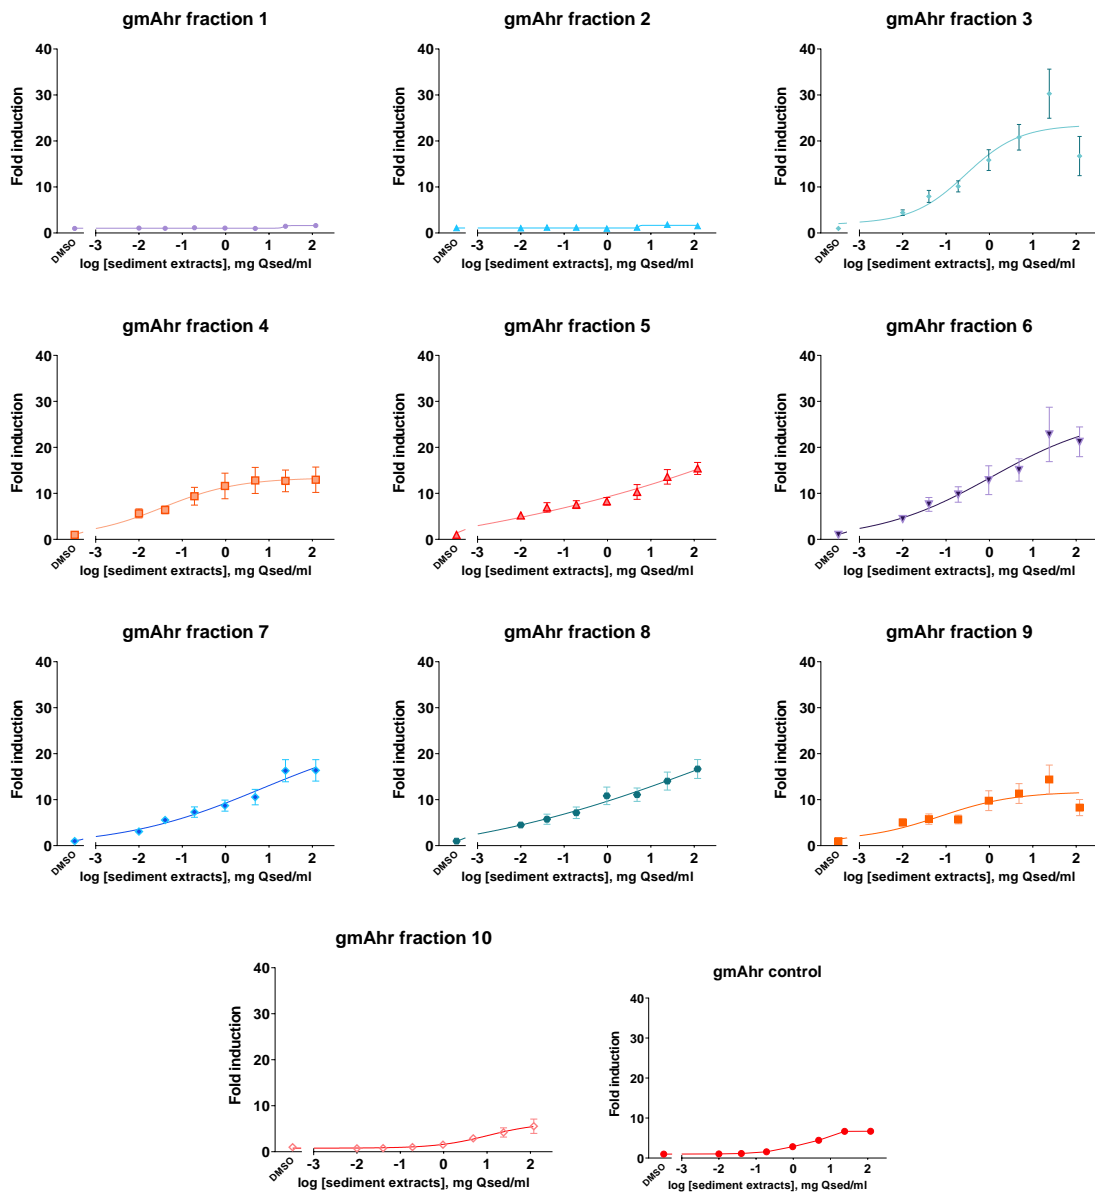 gmAhr fraction 1
gmAhr fraction 2
gmAhr fraction 3
40
30
20
10
0
Fold induction
DMSO
-3 -2 -1 0 1 2
log [sediment extracts], mg Qsed/ml
40
30
20
10
0
Fold induction
DMSO
-3 -2 -1 0 1 2
log [sediment extracts], mg Qsed/ml
40
30
20
10
0
Fold induction
DMSO
-3 -2 -1 0 1 2
log [sediment extracts], mg Qsed/ml
gmAhr fraction 4
gmAhr fraction 5
gmAhr fraction 6
40
30
20
10
0
Fold induction
DMSO
-3 -2 -1 0 1 2
log [sediment extracts], mg Qsed/ml
40
30
20
10
0
Fold induction
DMSO
-3 -2 -1 0 1 2
log [sediment extracts], mg Qsed/ml
40
30
20
10
0
Fold induction
DMSO
-3 -2 -1 0 1 2
log [sediment extracts], mg Qsed/ml
gmAhr fraction 7
gmAhr fraction 8
gmAhr fraction 9
40
30
20
10
0
Fold induction
DMSO
-3 -2 -1 0 1 2
log [sediment extracts], mg Qsed/ml
40
30
20
10
0
Fold induction
DMSO
-3 -2 -1 0 1 2
log [sediment extracts], mg Qsed/ml
40
30
20
10
0
Fold induction
DMSO
-3 -2 -1 0 1 2
log [sediment extracts], mg Qsed/ml
gmAhr fraction 10
40
30
20
10
0
Fold induction
DMSO
-3 -2 -1 0 1 2
log [sediment extracts], mg Qsed/ml
gmAhr control
40
30
20
10
0
Fold induction
DMSO
-3 -2 -1 0 1 2
log [sediment extracts], mg Qsed/ml